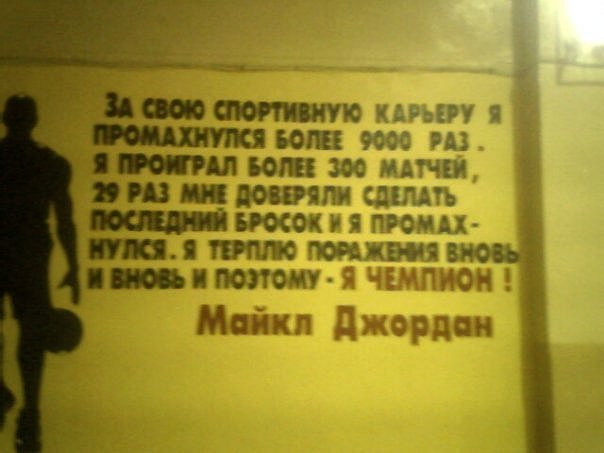 За свою спортивную карьеру я
промахнулся более 9000 раз.
Я проиграл более 300 матчей,
29 раз мне доверяли сделать
последний бросок и я промах-
нулся. Я терплю поражения вновь
и вновь и поэтому - я чемпион !
Майкл Джордан